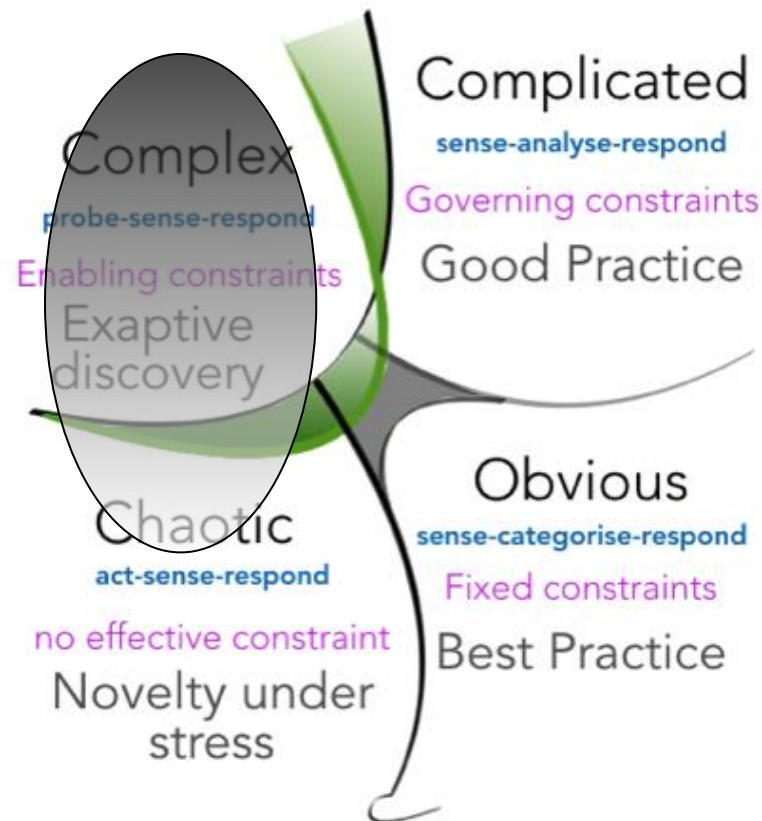 Complex
probe-sense-respond
Enabling constraints
Exaptive
discovery
Complicated
sense-analyse-respond
Governing constraints
Good Practice
Chaotic
act-sense-respond
no effective constraint
Novelty under
stress
Obvious
sense-categorise-respond
Fixed constraints
Best Practice